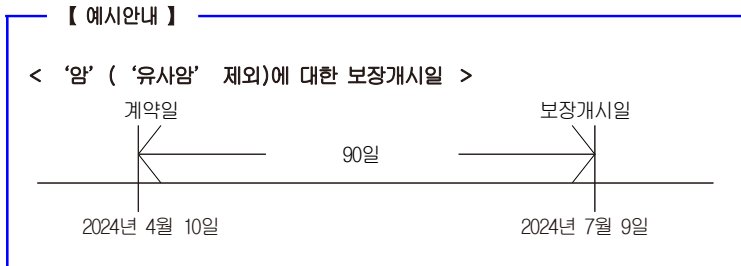 【 예시안내 】
< ‘암’ ( ‘유사암’ 제외)에 대한 보장개시일 >
계약일 보장개시일
90일
2024년 4월 10일 2024년 7월 9일